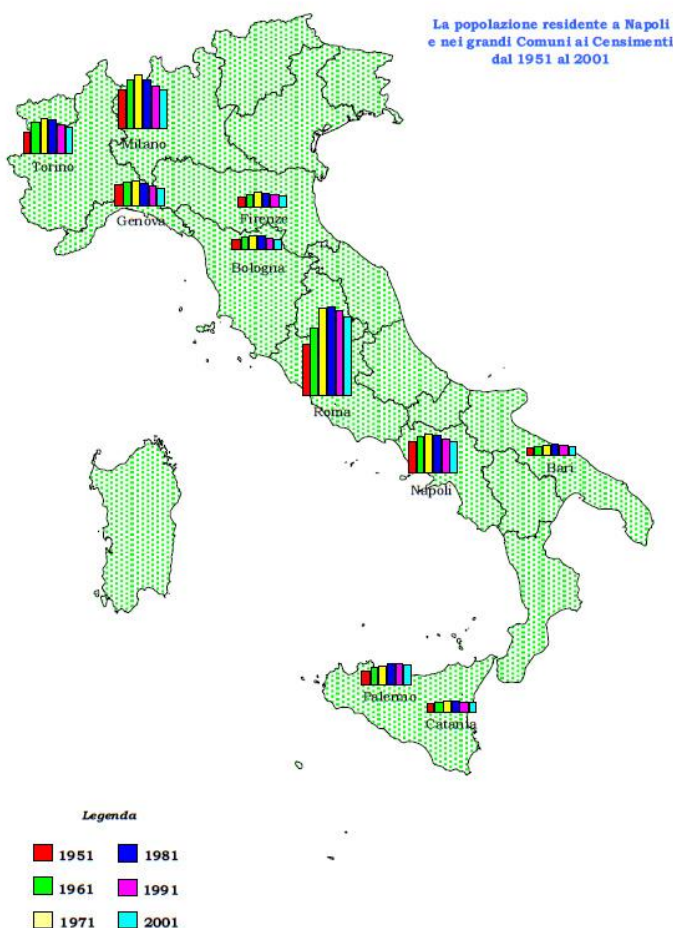 La popolazione residente a Napoli
e nei grandi Comuni ai Censimenti
dal 1951 al 2001
Milano
Torino
Genova
Firenze
Bologna
Roma
Napoli
Bari
Palermo
Catania
Legenda
1951 1981
1961 1991
1971 2001